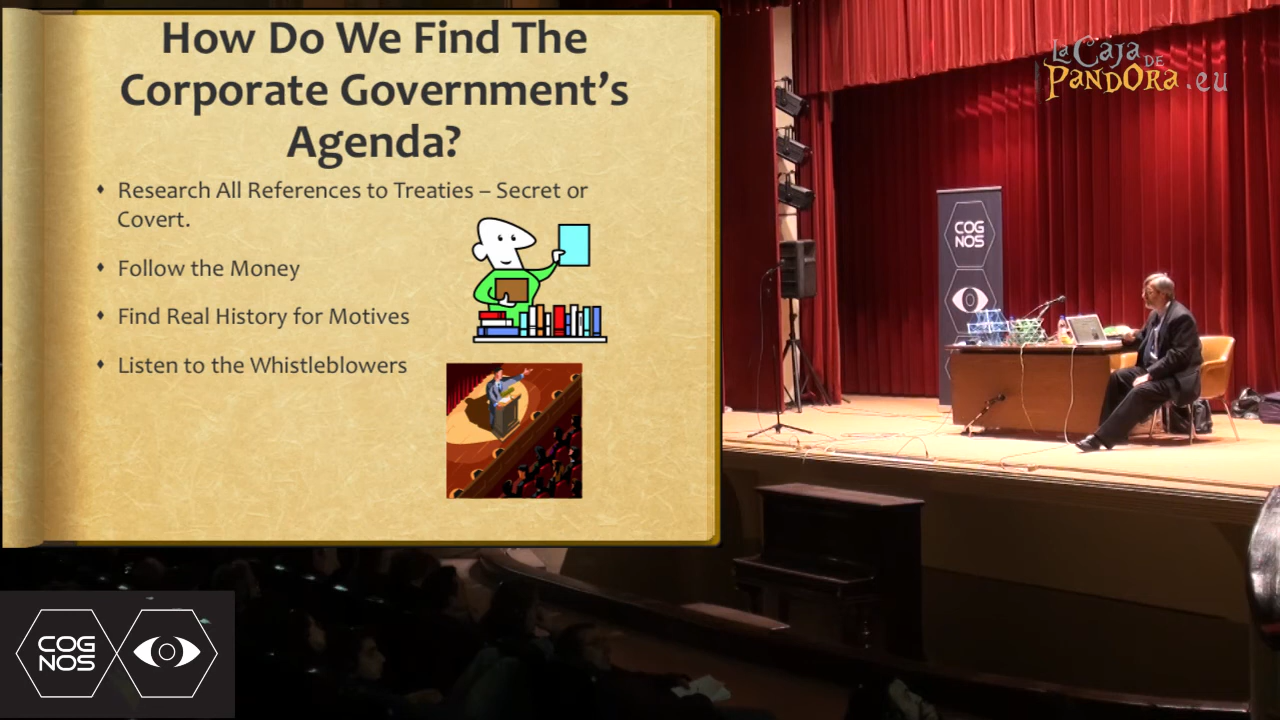 How Do We Find The
Corporate Government’s
Agenda?
♦ Research All References to Treaties – Secret or
Covert.
♦ Follow the Money
♦ Find Real History for Motives
♦ Listen to the Whistleblowers
La Caja
DE
PANDORA.eu
COG
NOS
COG
NOS